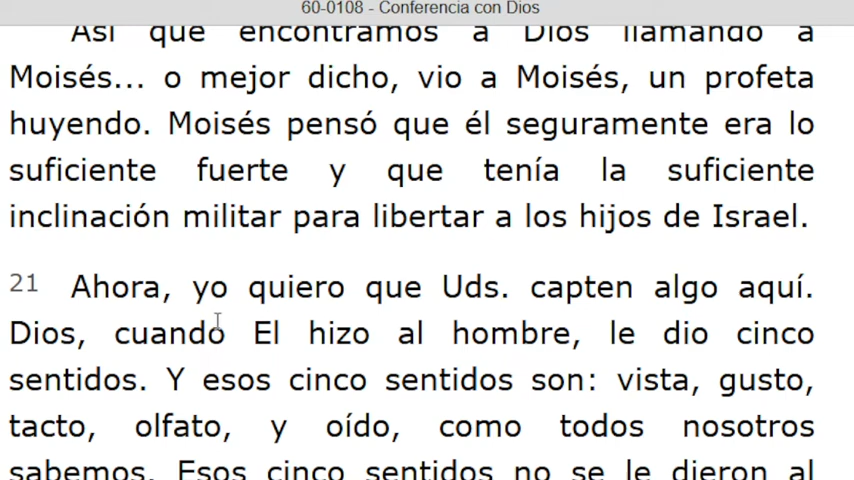 60-0108 - Conferencia con Dios
Así que encontramos a Dios llamando a
Moisés... o mejor dicho, vio a Moisés, un profeta
huyendo. Moisés pensó que él seguramente era lo
suficiente fuerte y que tenía la suficiente
inclinación militar para libertar a los hijos de Israel.
21 Ahora, yo quiero que Uds. capten algo aquí.
Dios, cuando El hizo al hombre, le dio cinco
sentidos. Y esos cinco sentidos son: vista, gusto,
tacto, olfato, y oído, como todos nosotros
sabemos. Esos cinco sentidos no se le dieron al